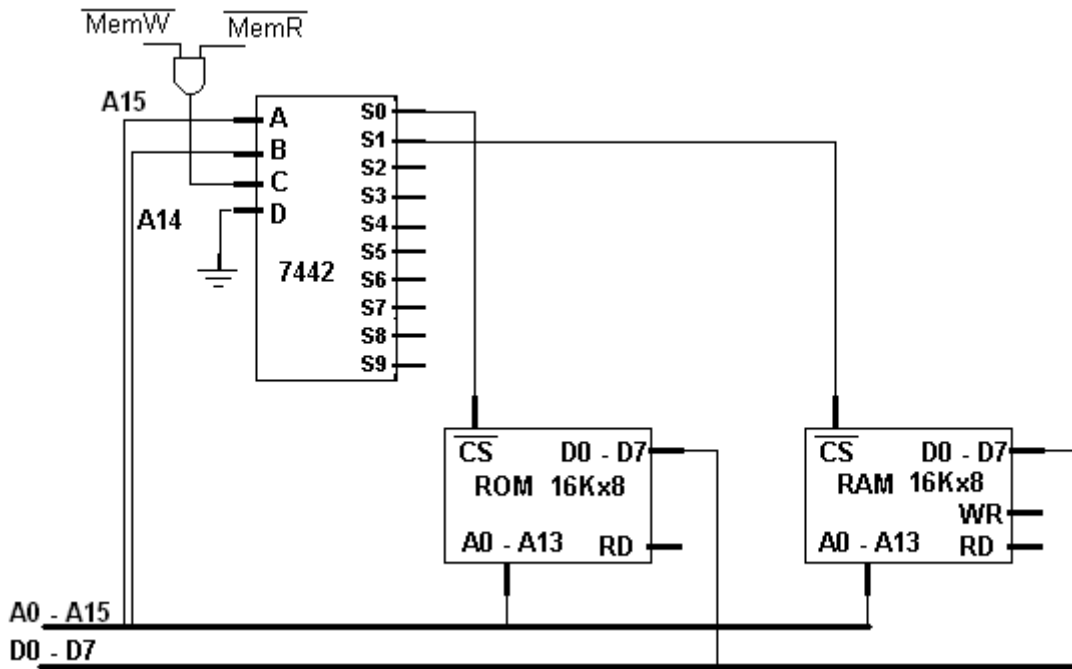 MemW MemR
A15
A S0
B S1
C S2
D S3
A14 S4
S5
7442 S6
S7
S8
S9
CS D0 - D7
ROM 16Kx8
A0 - A13 RD
CS D0 - D7
RAM 16Kx8
WR
A0 - A13 RD
A0 - A15
D0 - D7